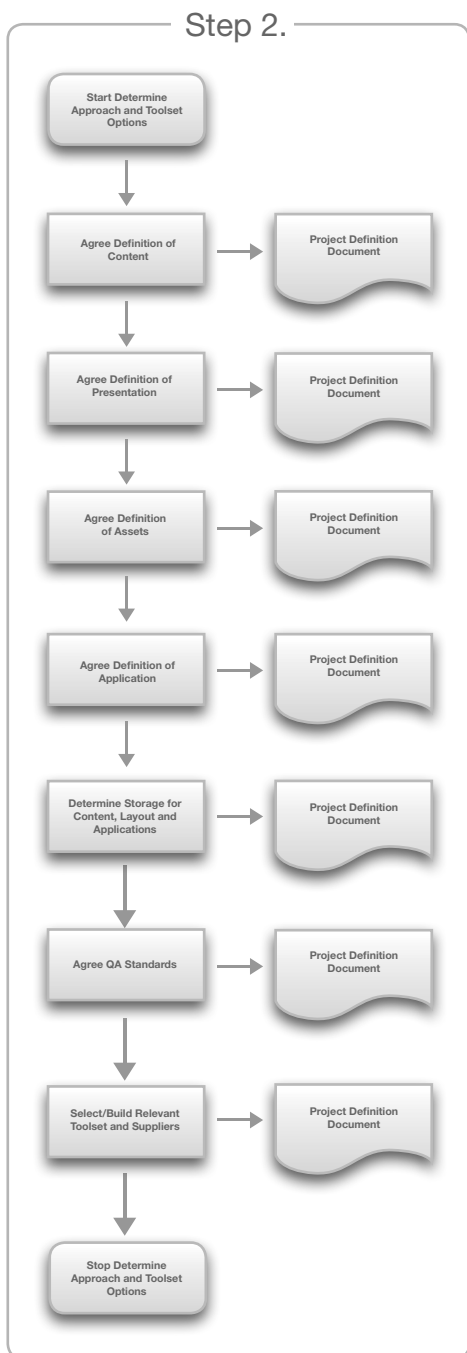 Step 2.
Start Determine
Approach and Toolset
Options
Agree Definition of
Content
Project Definition
Document
Agree Definition of
Presentation
Project Definition
Document
Agree Definition
of Assets
Project Definition
Document
Agree Definition of
Application
Project Definition
Document
Determine Storage for
Content, Layout and
Applications
Project Definition
Document
Agree QA Standards
Project Definition
Document
Select/Build Relevant
Toolset and Suppliers
Project Definition
Document
Stop Determine
Approach and Toolset
Options